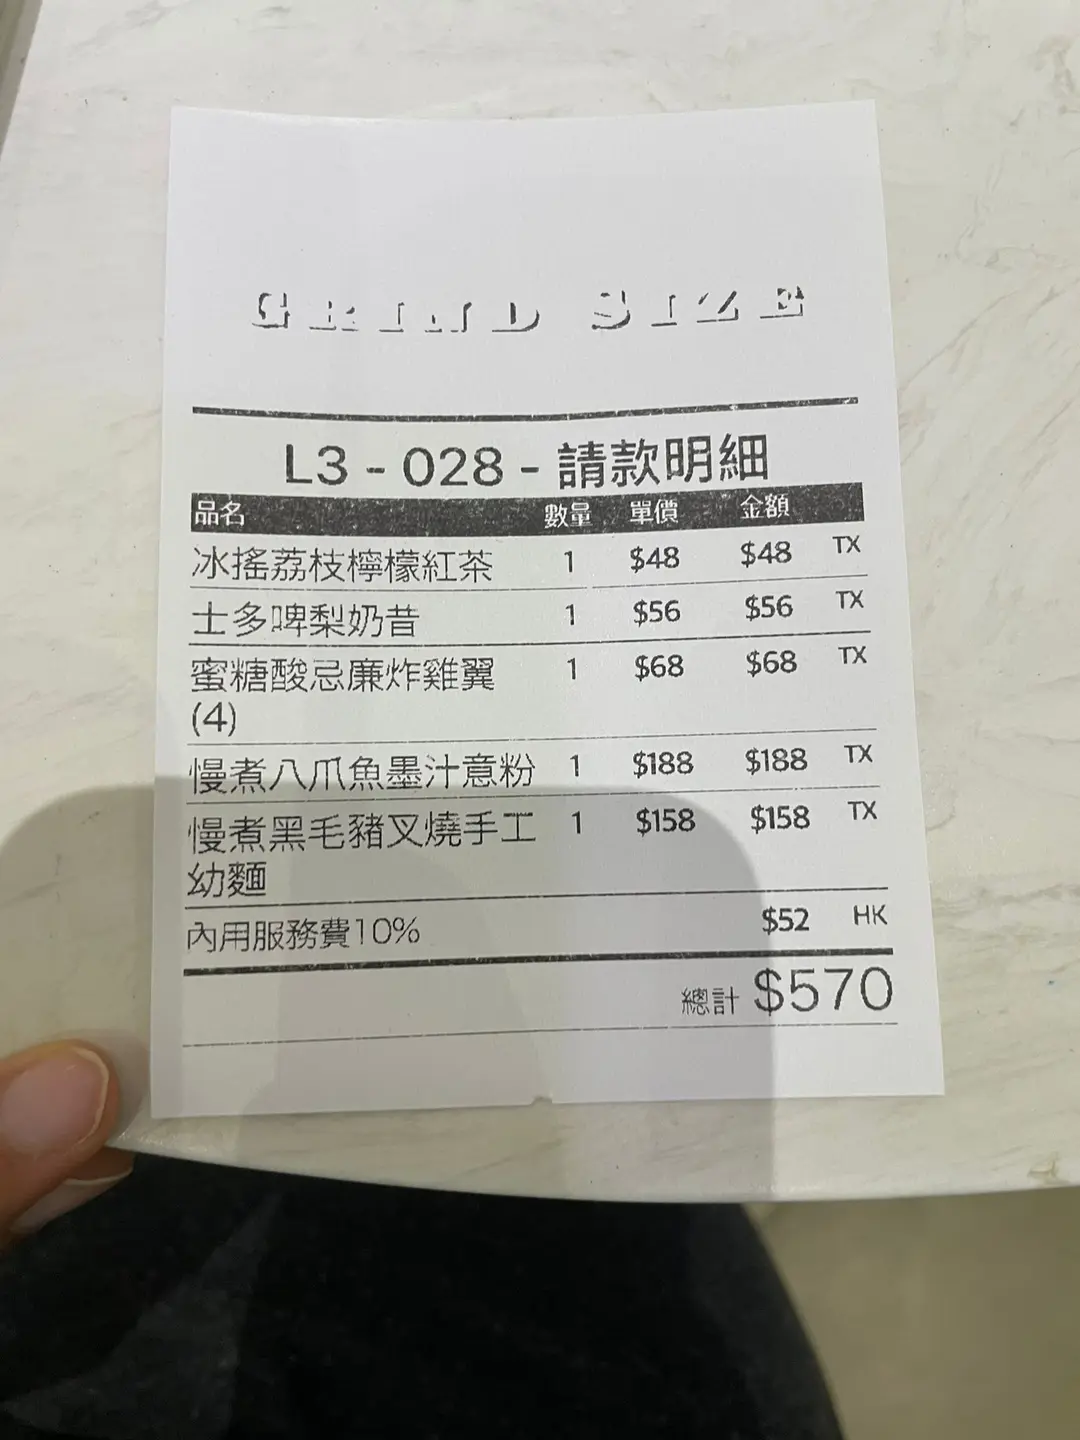 GRIND SIZE
L3 - 028 - 請款明細
品名 數量 單價 金額
冰搖荔枝檸檬紅茶 1 $48 $48 TX
士多啤梨奶昔 1 $56 $56 TX
蜜糖酸忌廉炸雞翼 1 $68 $68 TX
(4)
慢煮八爪魚墨汁意粉 1 $188 $188 TX
慢煮黑毛豬叉燒手工 1 $158 $158 TX
幼麵
內用服務費10% $52 HK
總計 $570